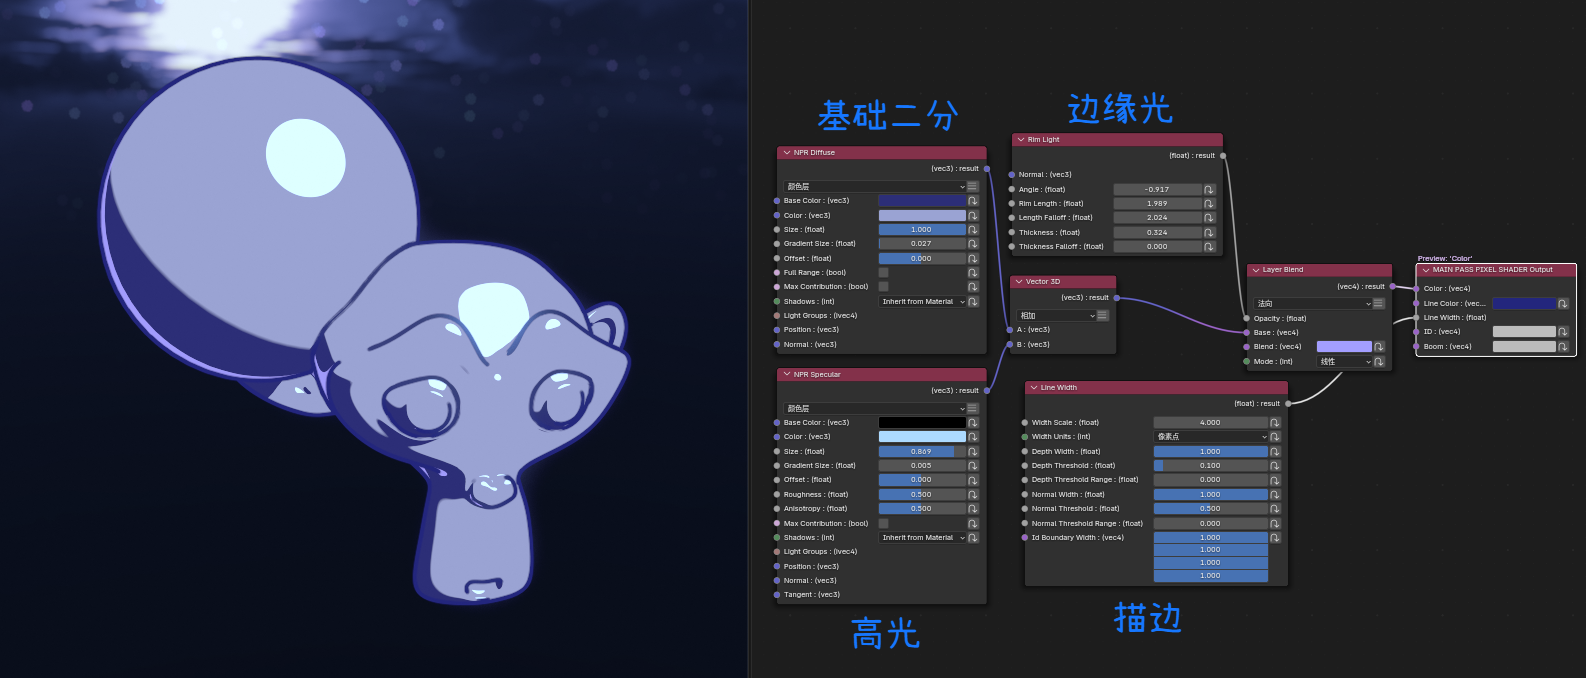 基础二分
NPR Diffuse
(vec3) : result
颜色层
Base Color : (vec3)
Color : (vec3)
Size : (float) 1.000
Gradient Size : (float) 0.027
Offset : (float) 0.000
Full Range : (bool)
Max Contribution : (bool)
Shadows : (int) Inherit from Material
Light Groups : (ivec4)
Position : (vec3)
Normal : (vec3)
NPR Specular
(vec3) : result
颜色层
Base Color : (vec3)
Color : (vec3)
Size : (float) 0.869
Gradient Size : (float) 0.005
Offset : (float) 0.000
Roughness : (float) 0.500
Anisotropy : (float) 0.500
Max Contribution : (bool)
Shadows : (int) Inherit from Material
Light Groups : (ivec4)
Position : (vec3)
Normal : (vec3)
Tangent : (vec3)
高光
边缘光
Rim Light
(float) : result
Normal : (vec3)
Angle : (float) -0.917
Rim Length : (float) 1.989
Length Falloff : (float) 2.024
Thickness : (float) 0.324
Thickness Falloff : (float) 0.000
Vector 3D
(vec3) : result
相加
A : (vec3)
B : (vec3)
Line Width
(float) : result
Width Scale : (float) 4.000
Width Units : (int) 像素点
Depth Width : (float) 1.000
Depth Threshold : (float) 0.100
Depth Threshold Range : (float) 0.000
Normal Width : (float) 1.000
Normal Threshold : (float) 0.500
Normal Threshold Range : (float) 0.000
Id Boundary Width : (vec4) 1.000
1.000
1.000
1.000
描边
Layer Blend
(vec4) : result
法向
Opacity : (float)
Base : (vec4)
Blend : (vec4)
Mode : (int) 线性
Preview: 'Color'
MAIN PASS PIXEL SHADER Output
Color : (vec4)
Line Color : (vec...
Line Width : (float)
ID : (vec4)
Boom : (vec4)